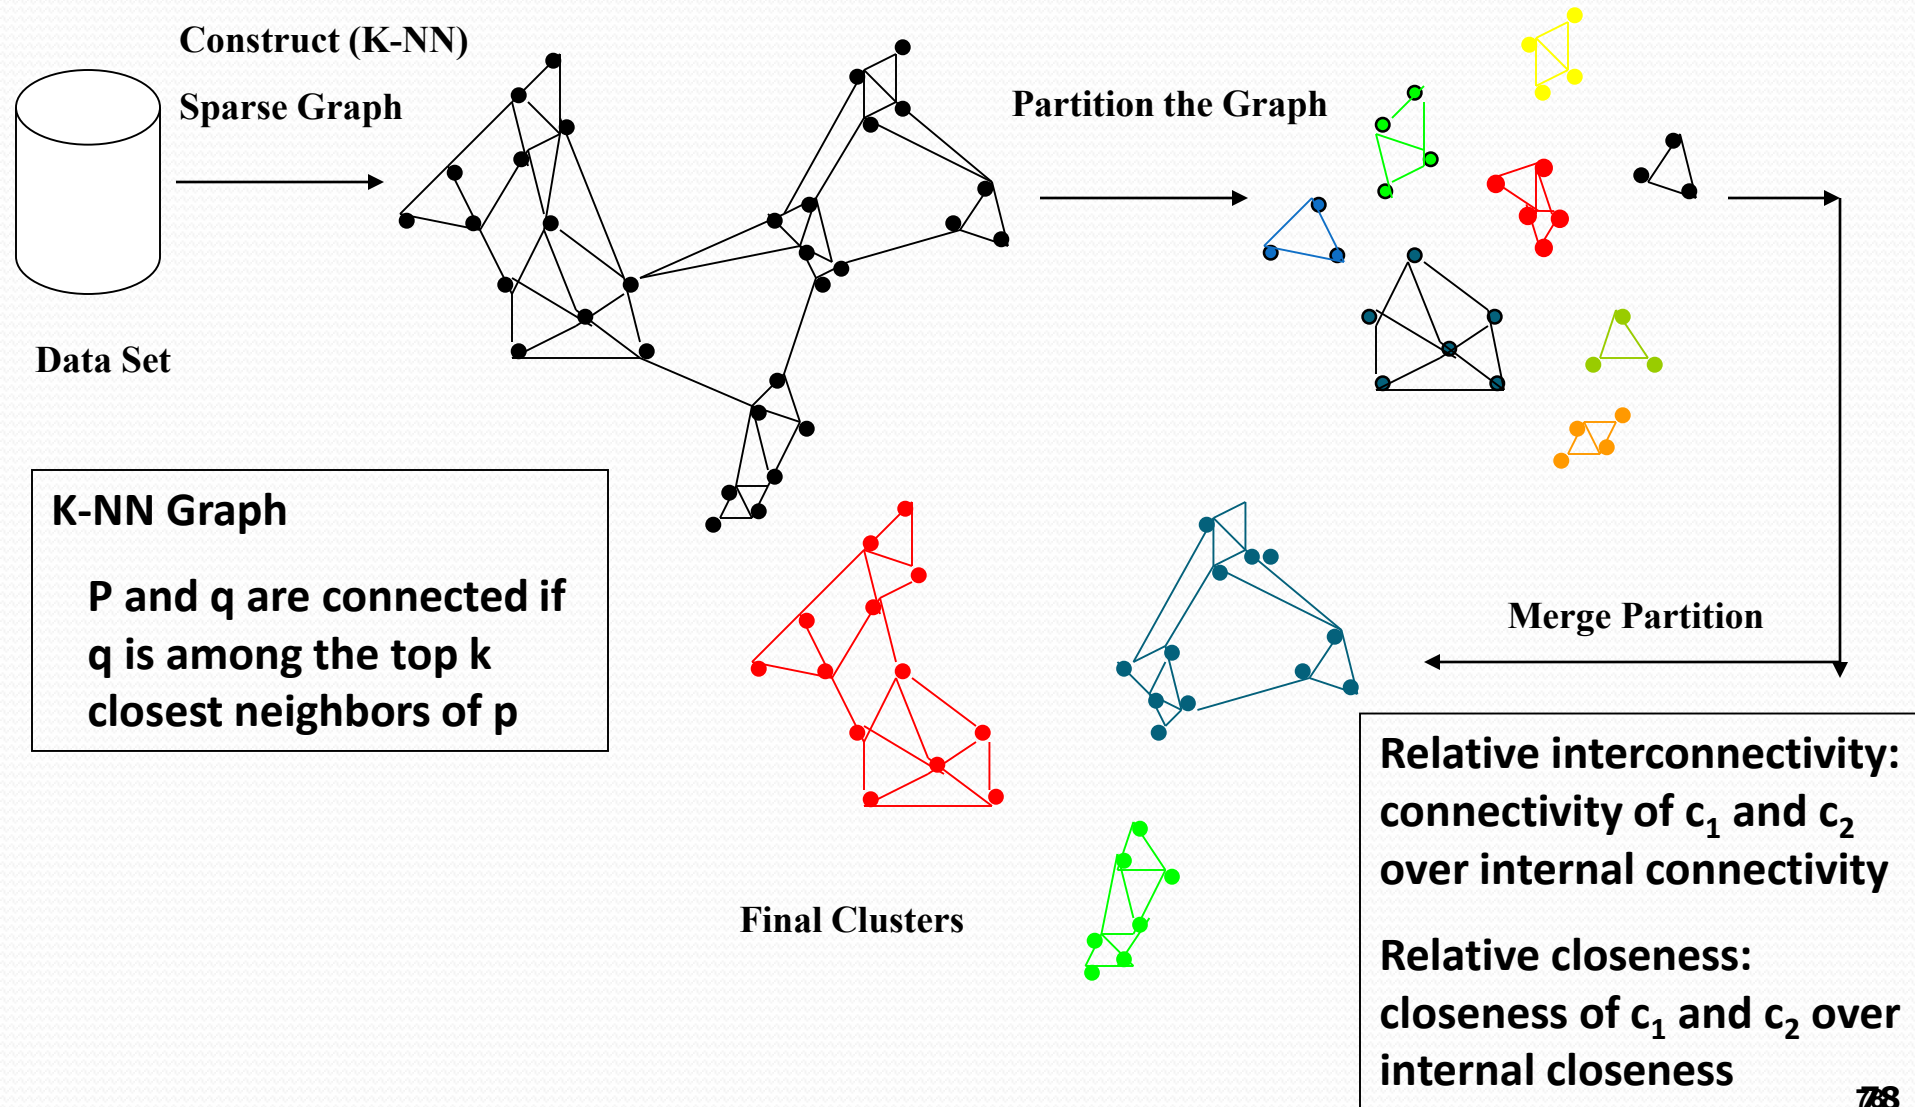 Construct (K-NN)
Sparse Graph
Partition the Graph
Data Set
K-NN Graph
P and q are connected if
q is among the top k
closest neighbors of p
Merge Partition
Final Clusters
Relative interconnectivity:
connectivity of c₁ and c₂
over internal connectivity
Relative closeness:
closeness of c₁ and c₂ over
internal closeness